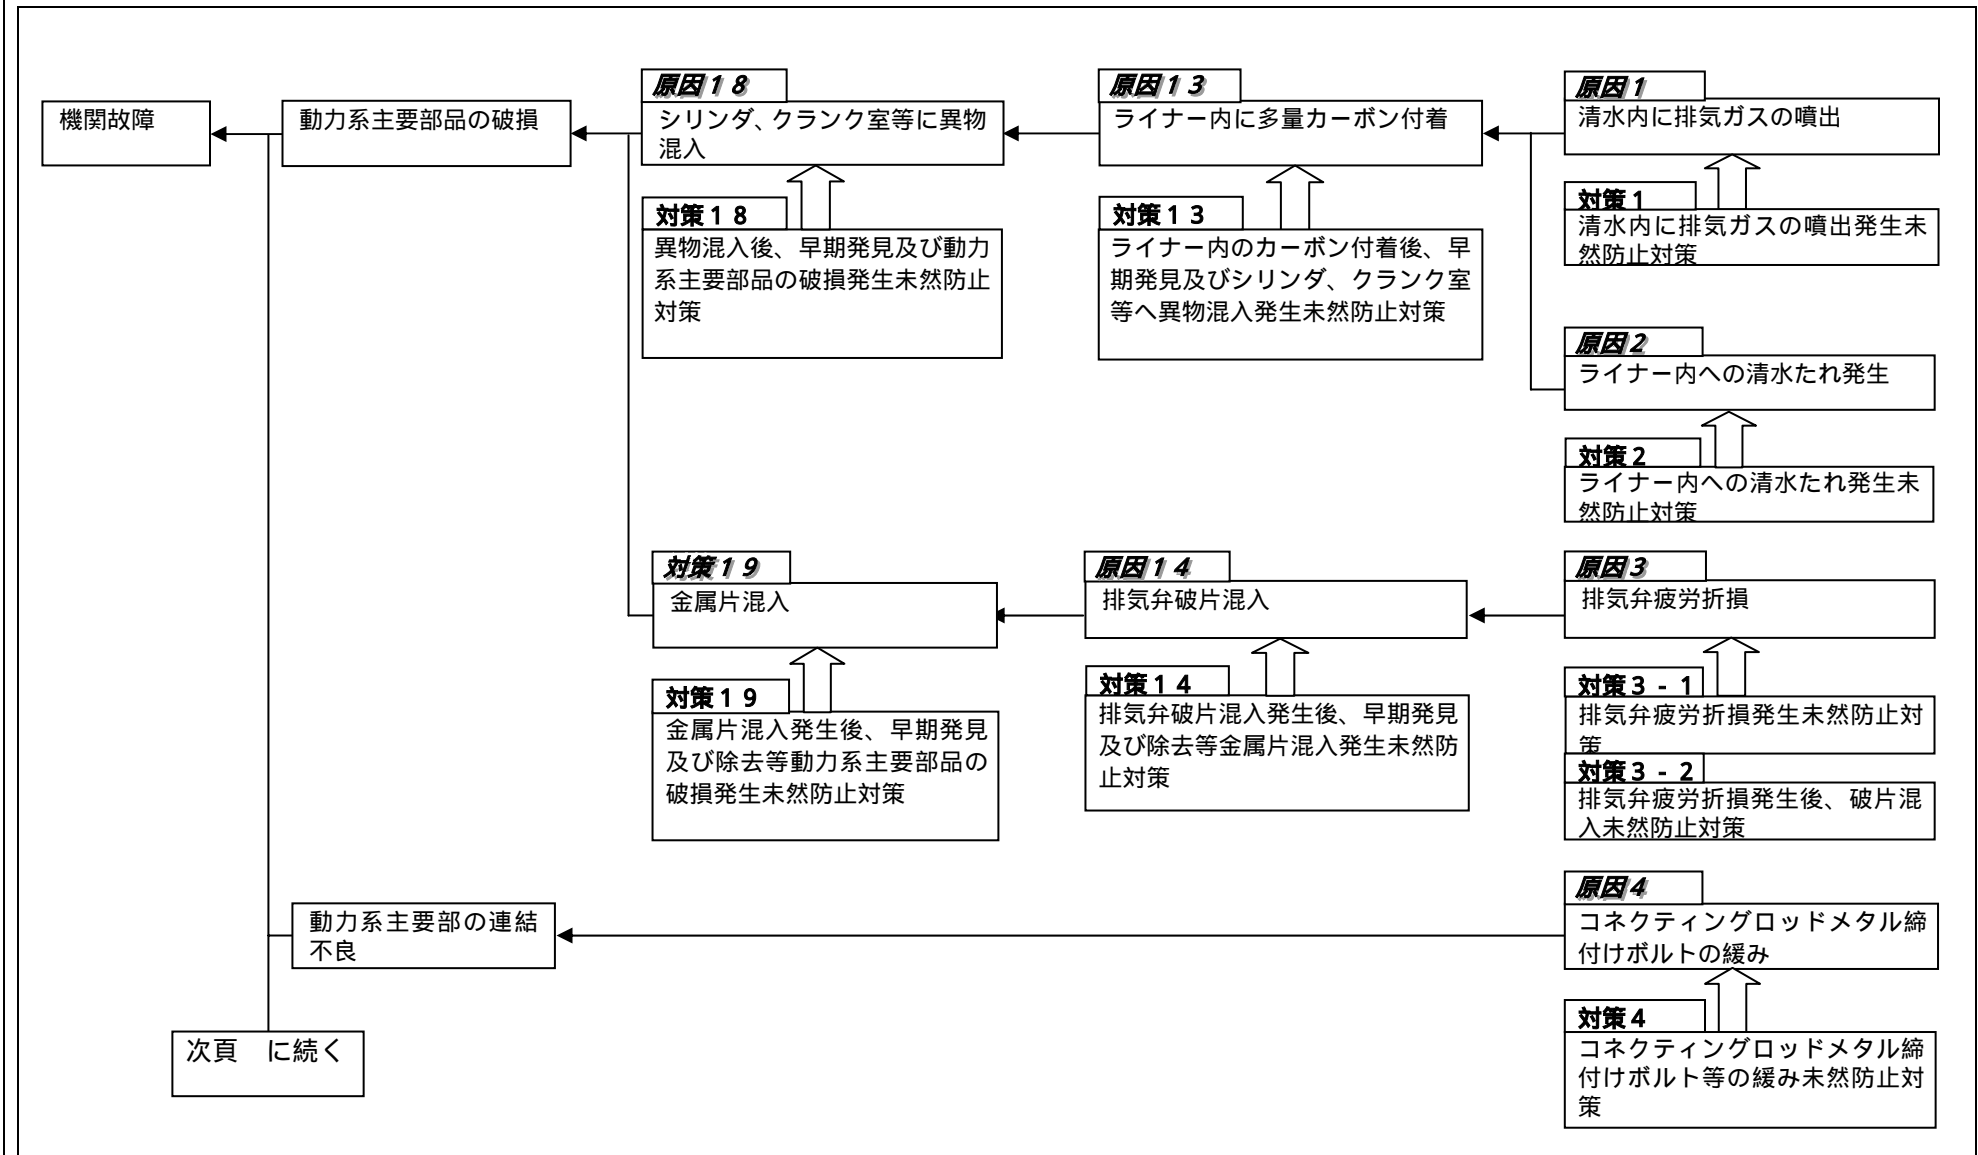 機関故障
動力系主要部品の破損
原因１８
シリンダ、クランク室等に異物
混入
対策１８
異物混入後、早期発見及び動力
系主要部品の破損発生未然防止
対策
原因１３
ライナー内に多量カーボン付着
対策１３
ライナー内のカーボン付着後、早
期発見及びシリンダ、クランク室
等へ異物混入発生未然防止対策
原因１
清水内に排気ガスの噴出
対策１
清水内に排気ガスの噴出発生未
然防止対策
原因２
ライナー内への清水たれ発生
対策２
ライナー内への清水たれ発生未
然防止対策
対策１９
金属片混入
対策１９
金属片混入発生後、早期発見
及び除去等動力系主要部品の
破損発生未然防止対策
原因１４
排気弁破片混入
対策１４
排気弁破片混入発生後、早期発見
及び除去等金属片混入発生未然防
止対策
原因３
排気弁疲労折損
対策３－１
排気弁疲労折損発生未然防止対
策
対策３－２
排気弁疲労折損発生後、破片混
入未然防止対策
動力系主要部の連結
不良
原因４
コネクティングロッドメタル締
付けボルトの緩み
対策４
コネクティングロッドメタル締
付けボルト等の緩み未然防止対
策
次頁　に続く